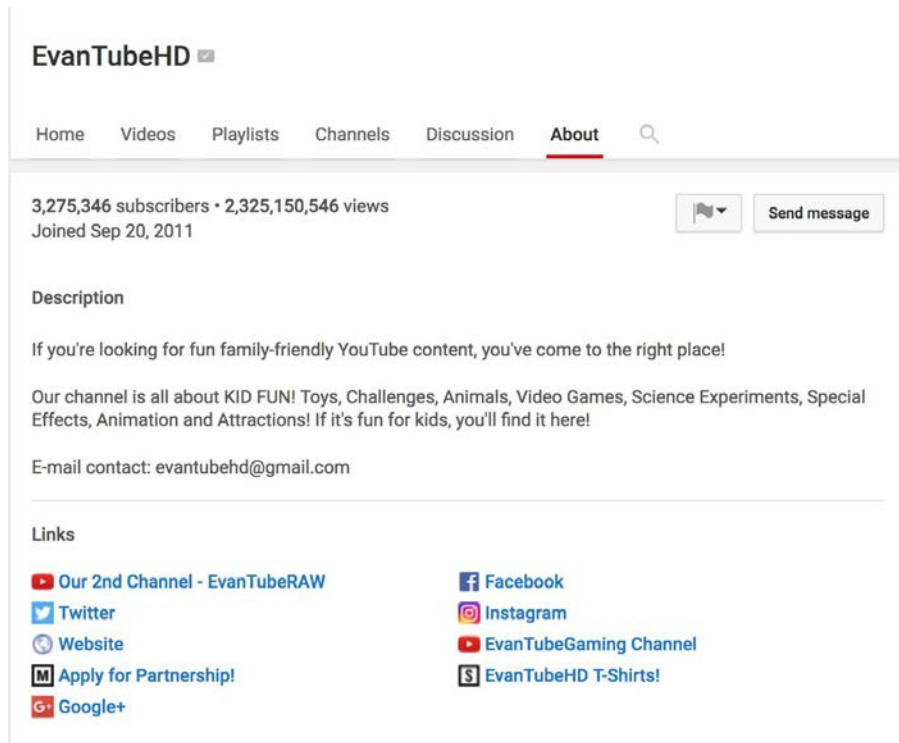 EvanTubeHD
Home Videos Playlists Channels Discussion About
3,275,346 subscribers • 2,325,150,546 views
Joined Sep 20, 2011
Send message
Description
If you're looking for fun family-friendly YouTube content, you've come to the right place!
Our channel is all about KID FUN! Toys, Challenges, Animals, Video Games, Science Experiments, Special
Effects, Animation and Attractions! If it's fun for kids, you'll find it here!
E-mail contact: evantubehd@gmail.com
Links
Our 2nd Channel - EvanTubeRAW
Facebook
Twitter
Instagram
Website
EvanTubeGaming Channel
M Apply for Partnership!
S EvanTubeHD T-Shirts!
G+ Google+